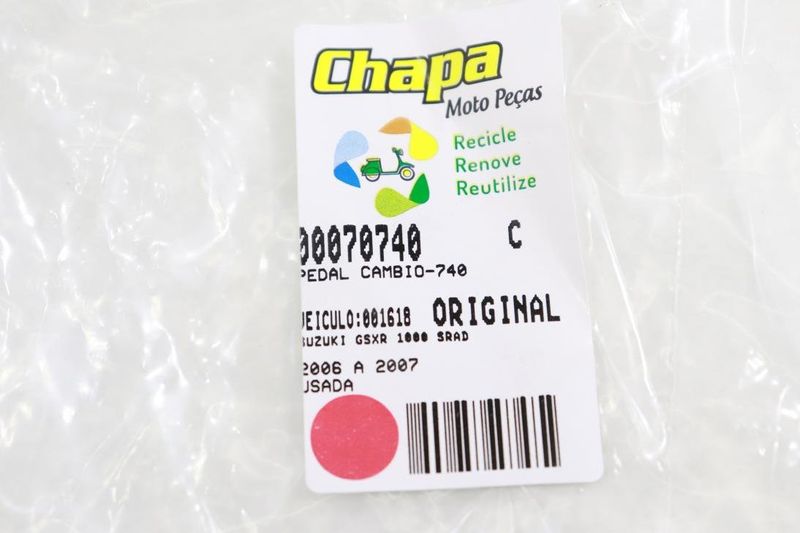 Chapa
Moto Peças
Recicle
Renove
Reutilize
00070740 C
PEDAL CAMBIO-740
VEICULO:001618 ORIGINAL
SUZUKI GSXR 1000 SRAD
2006 A 2007
USADA